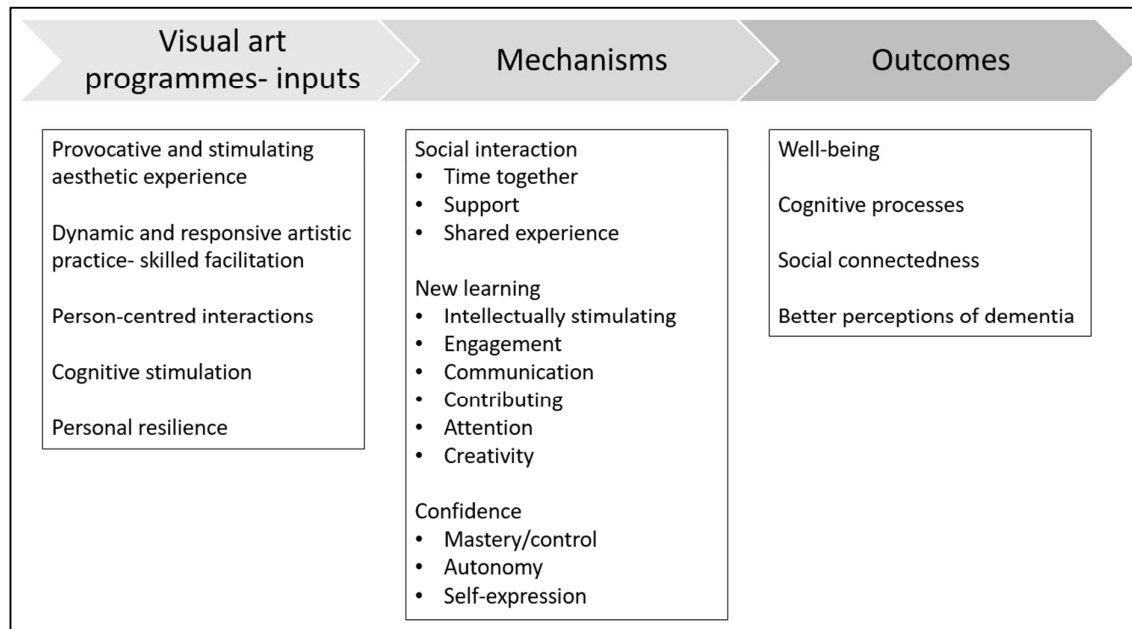 Visual art
programmes- inputs
Mechanisms
Outcomes
Provocative and stimulating
aesthetic experience
Dynamic and responsive artistic
practice- skilled facilitation
Person-centred interactions
Cognitive stimulation
Personal resilience
Social interaction
• Time together
• Support
• Shared experience
New learning
• Intellectually stimulating
• Engagement
• Communication
• Contributing
• Attention
• Creativity
Confidence
• Mastery/control
• Autonomy
• Self-expression
Well-being
Cognitive processes
Social connectedness
Better perceptions of dementia